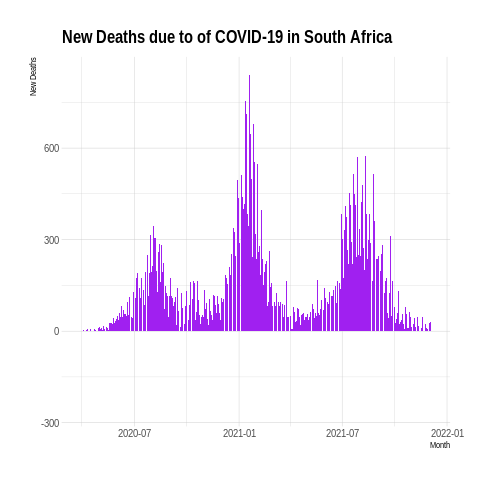 New Deaths due to of COVID-19 in South Africa
New Deaths
600
300
0
-300
2020-07 2021-01 2021-07 2022-01
Month